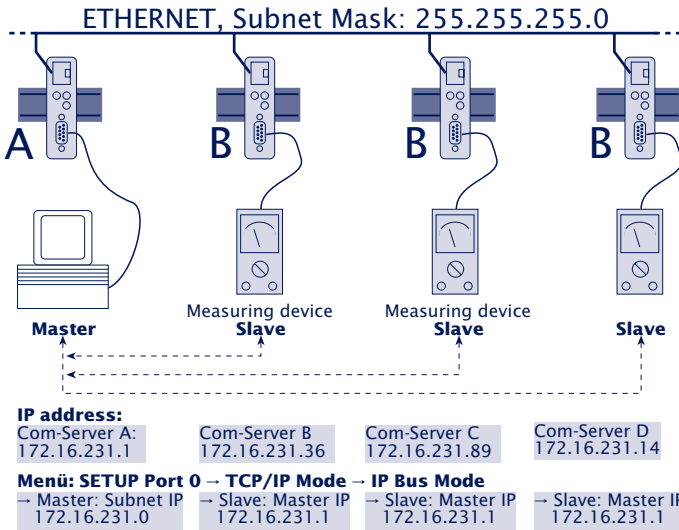 ETHERNET, Subnet Mask: 255.255.255.0
A
B
B
B
Measuring device
Measuring device
Master
Slave
Slave
Slave
IP address:
Com-Server A:
172.16.231.1
Com-Server B
172.16.231.36
Com-Server C
172.16.231.89
Com-Server D
172.16.231.14
Menü: SETUP Port 0 → TCP/IP Mode → IP Bus Mode
→ Master: Subnet IP
172.16.231.0
→ Slave: Master IP
172.16.231.1
→ Slave: Master IP
172.16.231.1
→ Slave: Master IP
172.16.231.1